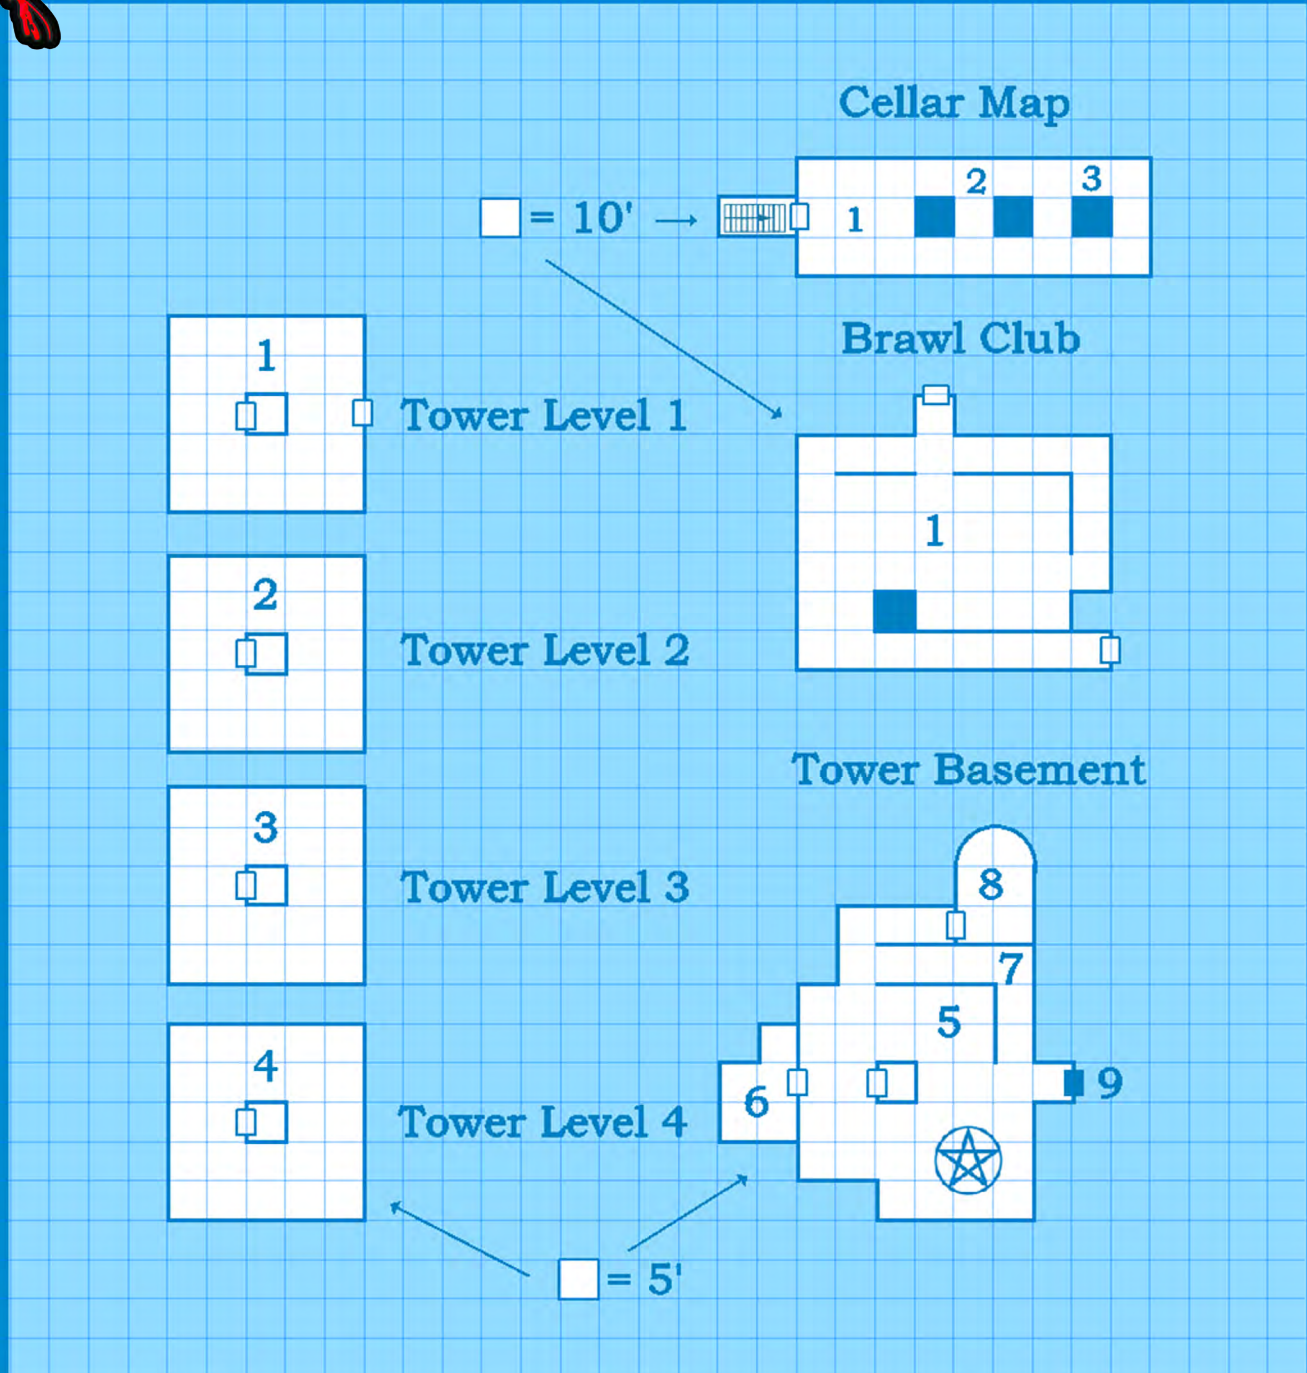 Cellar Map
= 10'
1
2
3
Brawl Club
1
1
Tower Level 1
2
Tower Level 2
3
Tower Level 3
4
Tower Level 4
Tower Basement
8
7
5
6
9
= 5'